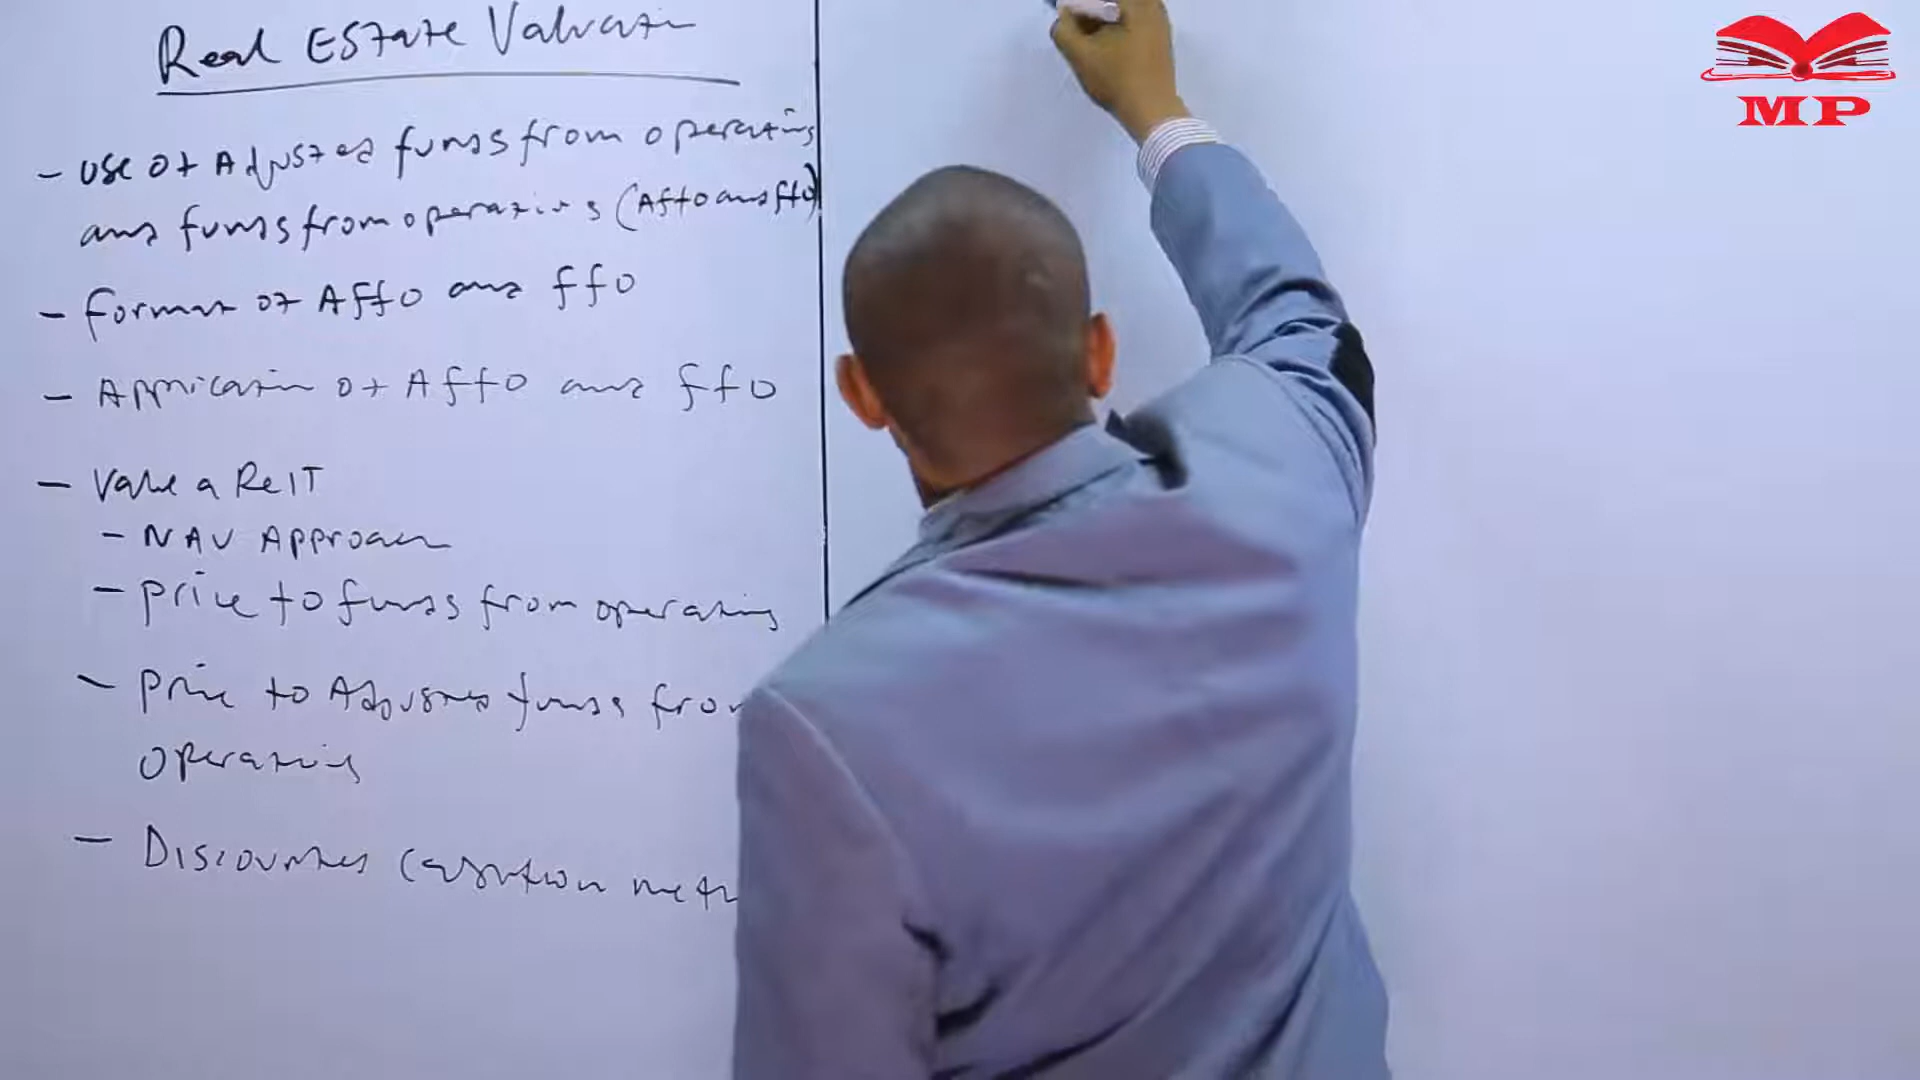 Real Estate Valuation
- Use of Adjusted funds from operating
and funds from operating (Affo and ffo)
- format of Affo and ffo
- Application of Affo and ffo
- Value a ReIT
- NAV Approach
- price to funds from operating
- price to Adjusted funds from
operating
- Discounted cashflow meth
MP